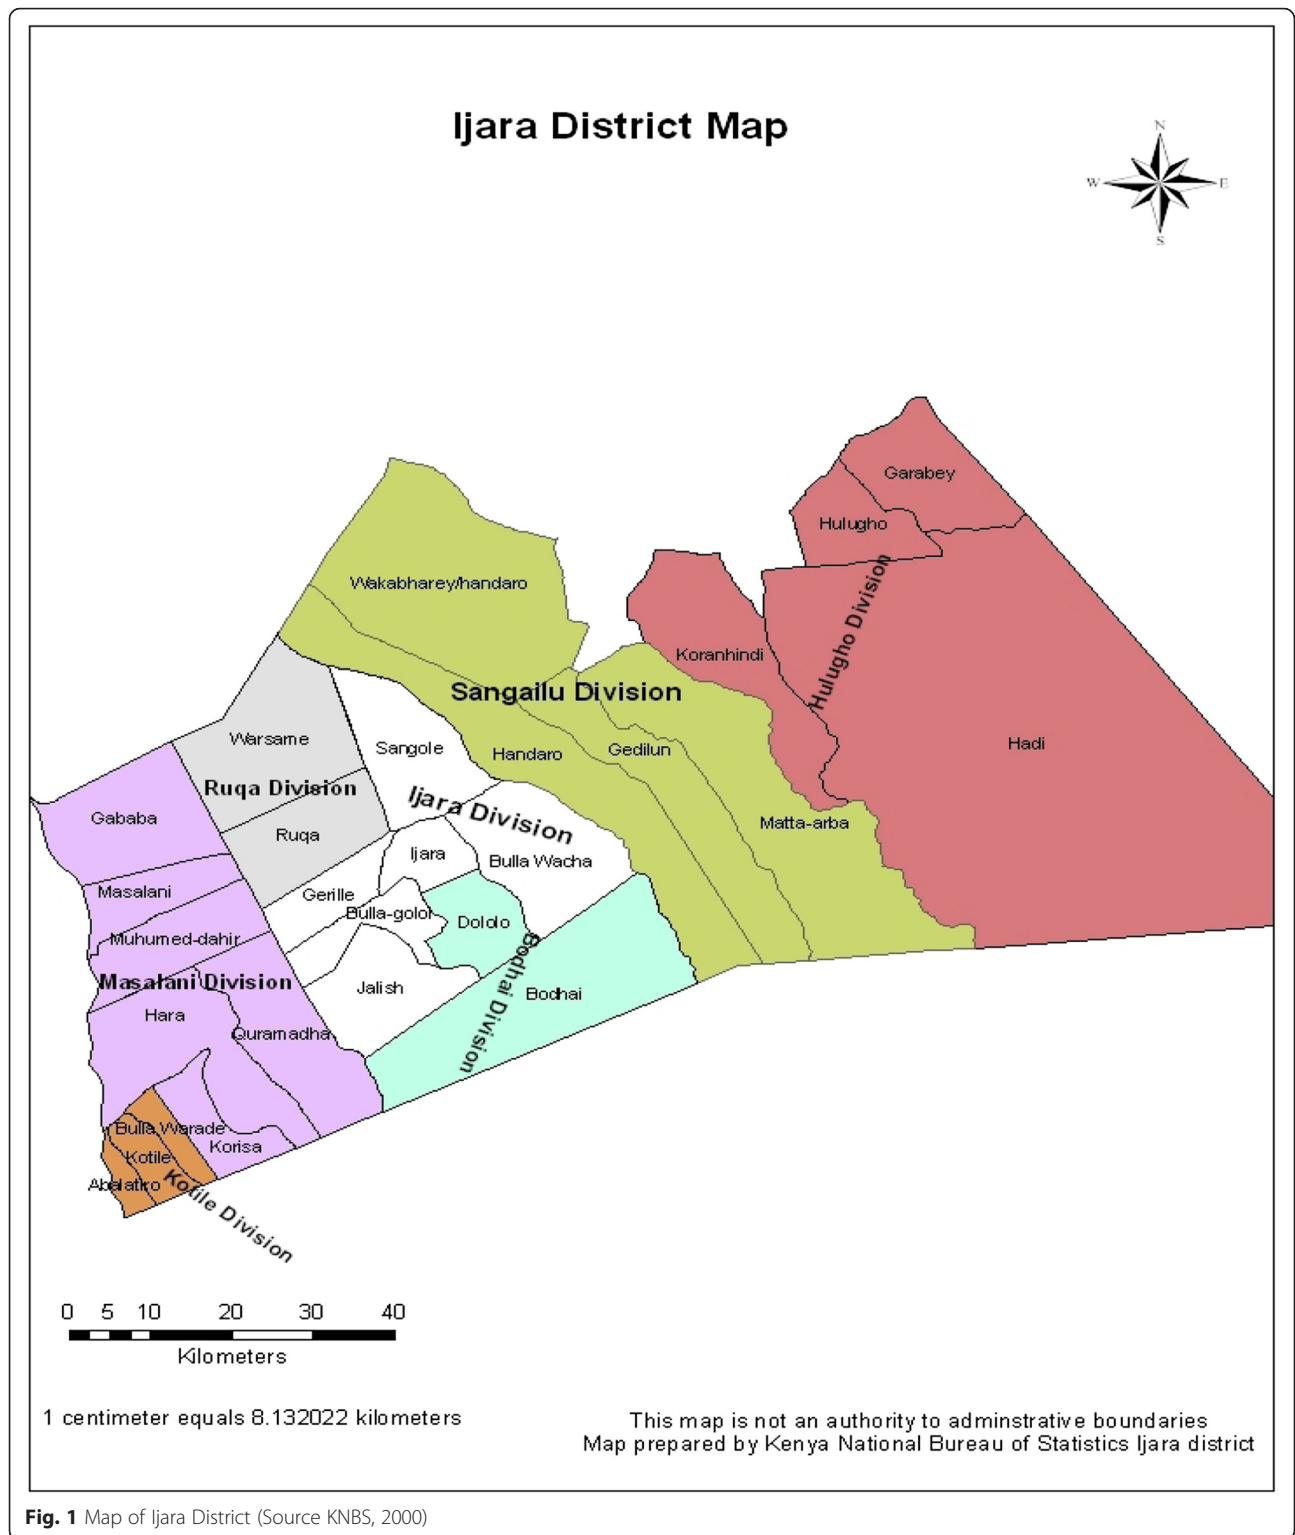 Ijara District Map
N
W E
S
Garabey
Hulugho
Wakabharey/handaro
Hulugho Division
Koranhindi
Sangailu Division
Warsame
Sangole
Handaro
Gedilun
Hadi
Ruqa Division
Ijara Division
Gababa
Ruqa
Matta-arba
Ijara
Bulla Wacha
Masalani
Gerille
Bulla-golol
Dololo
Muhumed-dahir
Bodhai Division
Masalani Division
Jalish
Bodhai
Hara
Quramadha
Bulla Warade
Korisa
Kotile
Abalatiro
Kotile Division
0 5 10 20 30 40
Kilometers
1 centimeter equals 8.132022 kilometers
This map is not an authority to adminstrative boundaries
Map prepared by Kenya National Bureau of Statistics Ijara district
Fig. 1 Map of Ijara District (Source KNBS, 2000)